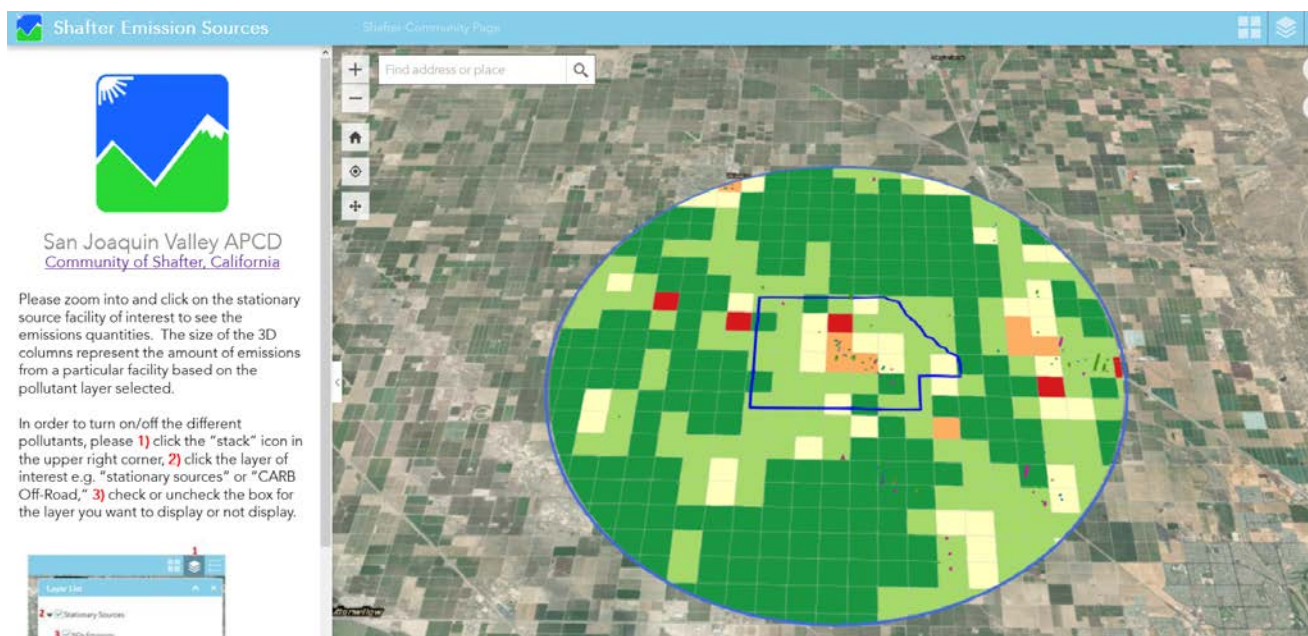 Shafter Emission Sources
Shafter Community Page
Find address or place
San Joaquin Valley APCD
Community of Shafter, California
Please zoom into and click on the stationary
source facility of interest to see the
emissions quantities. The size of the 3D
columns represent the amount of emissions
from a particular facility based on the
pollutant layer selected.
In order to turn on/off the different
pollutants, please 1) click the “stack” icon in
the upper right corner, 2) click the layer of
interest e.g. “stationary sources” or “CARB
Off-Road,” 3) check or uncheck the box for
the layer you want to display or not display.
1
Layer List
2
Stationary Sources
3